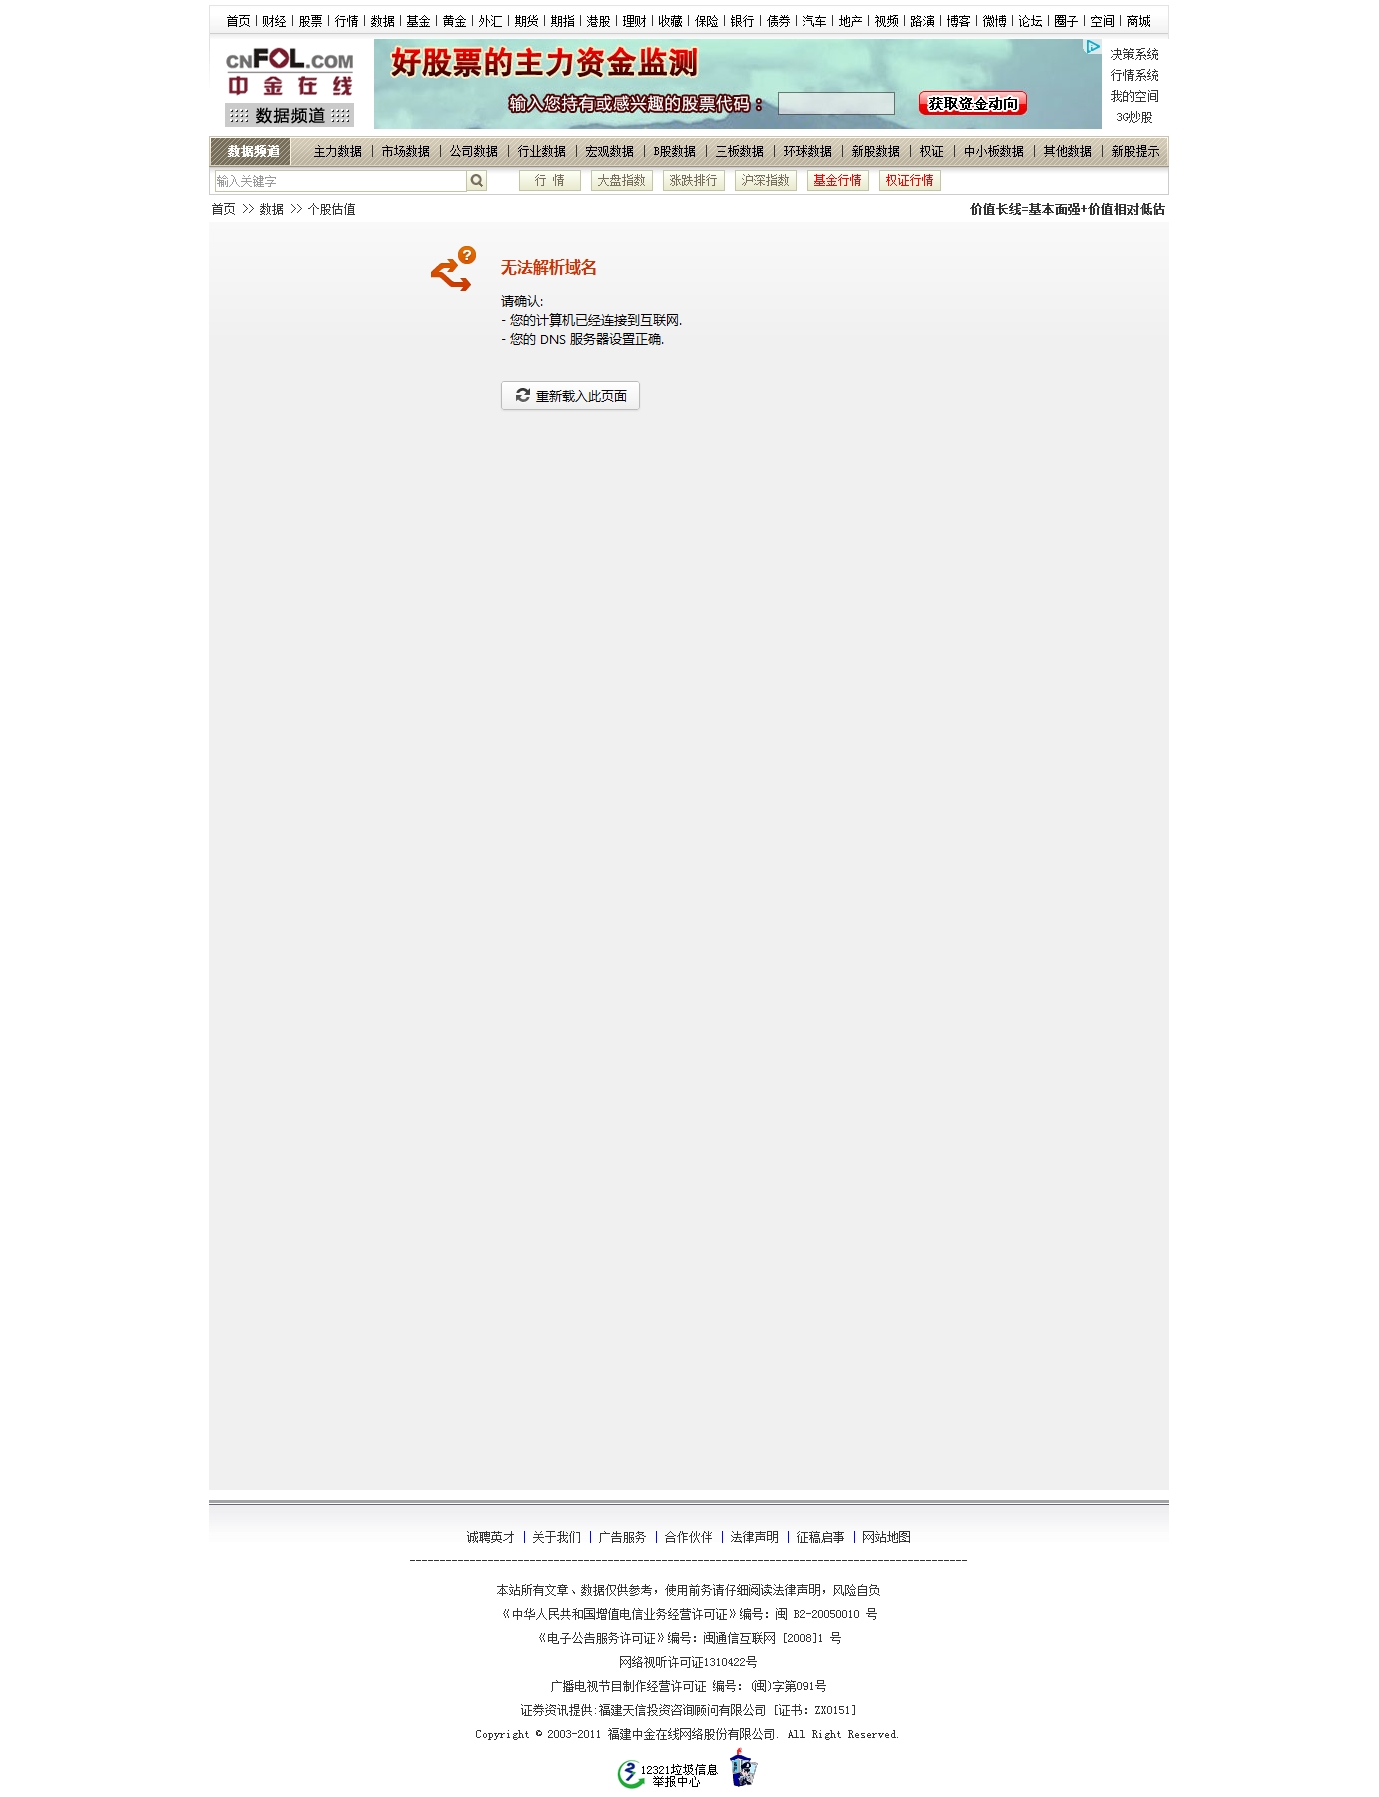 首页 | 财经 | 股票 | 行情 | 数据 | 基金 | 黄金 | 外汇 | 期货 | 期指 | 港股 | 理财 | 收藏 | 保险 | 银行 | 债券 | 汽车 | 地产 | 视频 | 路演 | 博客 | 微博 | 论坛 | 圈子 | 空间 | 商城
CNFOL.COM
中金在线
数据频道
好股票的主力资金监测
输入您持有或感兴趣的股票代码：
获取资金动向
决策系统
行情系统
我的空间
3G炒股
数据频道 主力数据 | 市场数据 | 公司数据 | 行业数据 | 宏观数据 | B股数据 | 三板数据 | 环球数据 | 新股数据 | 权证 | 中小板数据 | 其他数据 | 新股提示
输入关键字 行 情 大盘指数 涨跌排行 沪深指数 基金行情 权证行情
首页 >> 数据 >> 个股估值 价值长线=基本面强+价值相对低估
无法解析域名
请确认:
- 您的计算机已经连接到互联网.
- 您的 DNS 服务器设置正确.
重新载入此页面
诚聘英才 | 关于我们 | 广告服务 | 合作伙伴 | 法律声明 | 征稿启事 | 网站地图
本站所有文章、数据仅供参考，使用前务请仔细阅读法律声明，风险自负
《中华人民共和国增值电信业务经营许可证》编号：闽 B2-20050010 号
《电子公告服务许可证》编号：闽通信互联网 [2008]1 号
网络视听许可证1310422号
广播电视节目制作经营许可证 编号：(闽)字第091号
证券资讯提供:福建天信投资咨询顾问有限公司 [证书：ZX0151]
Copyright © 2003-2011 福建中金在线网络股份有限公司. All Right Reserved.
12321垃圾信息
举报中心